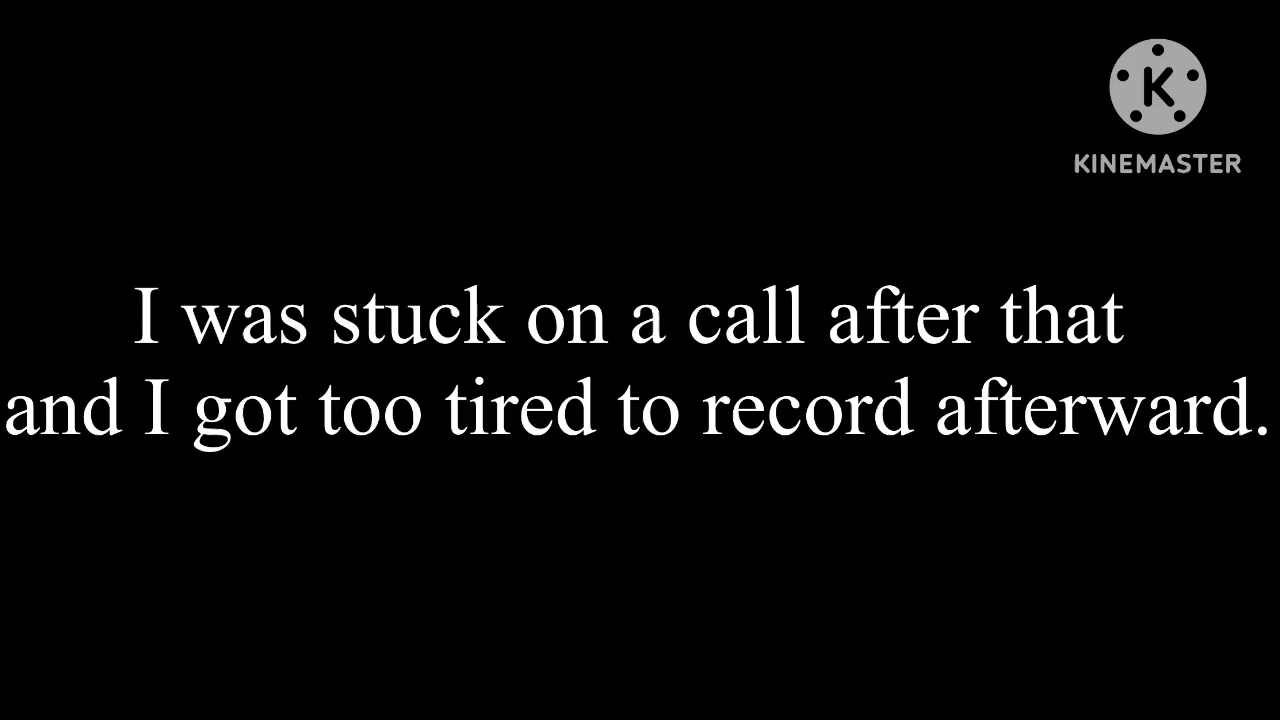 K
KINEMASTER
I was stuck on a call after that
and I got too tired to record afterward.